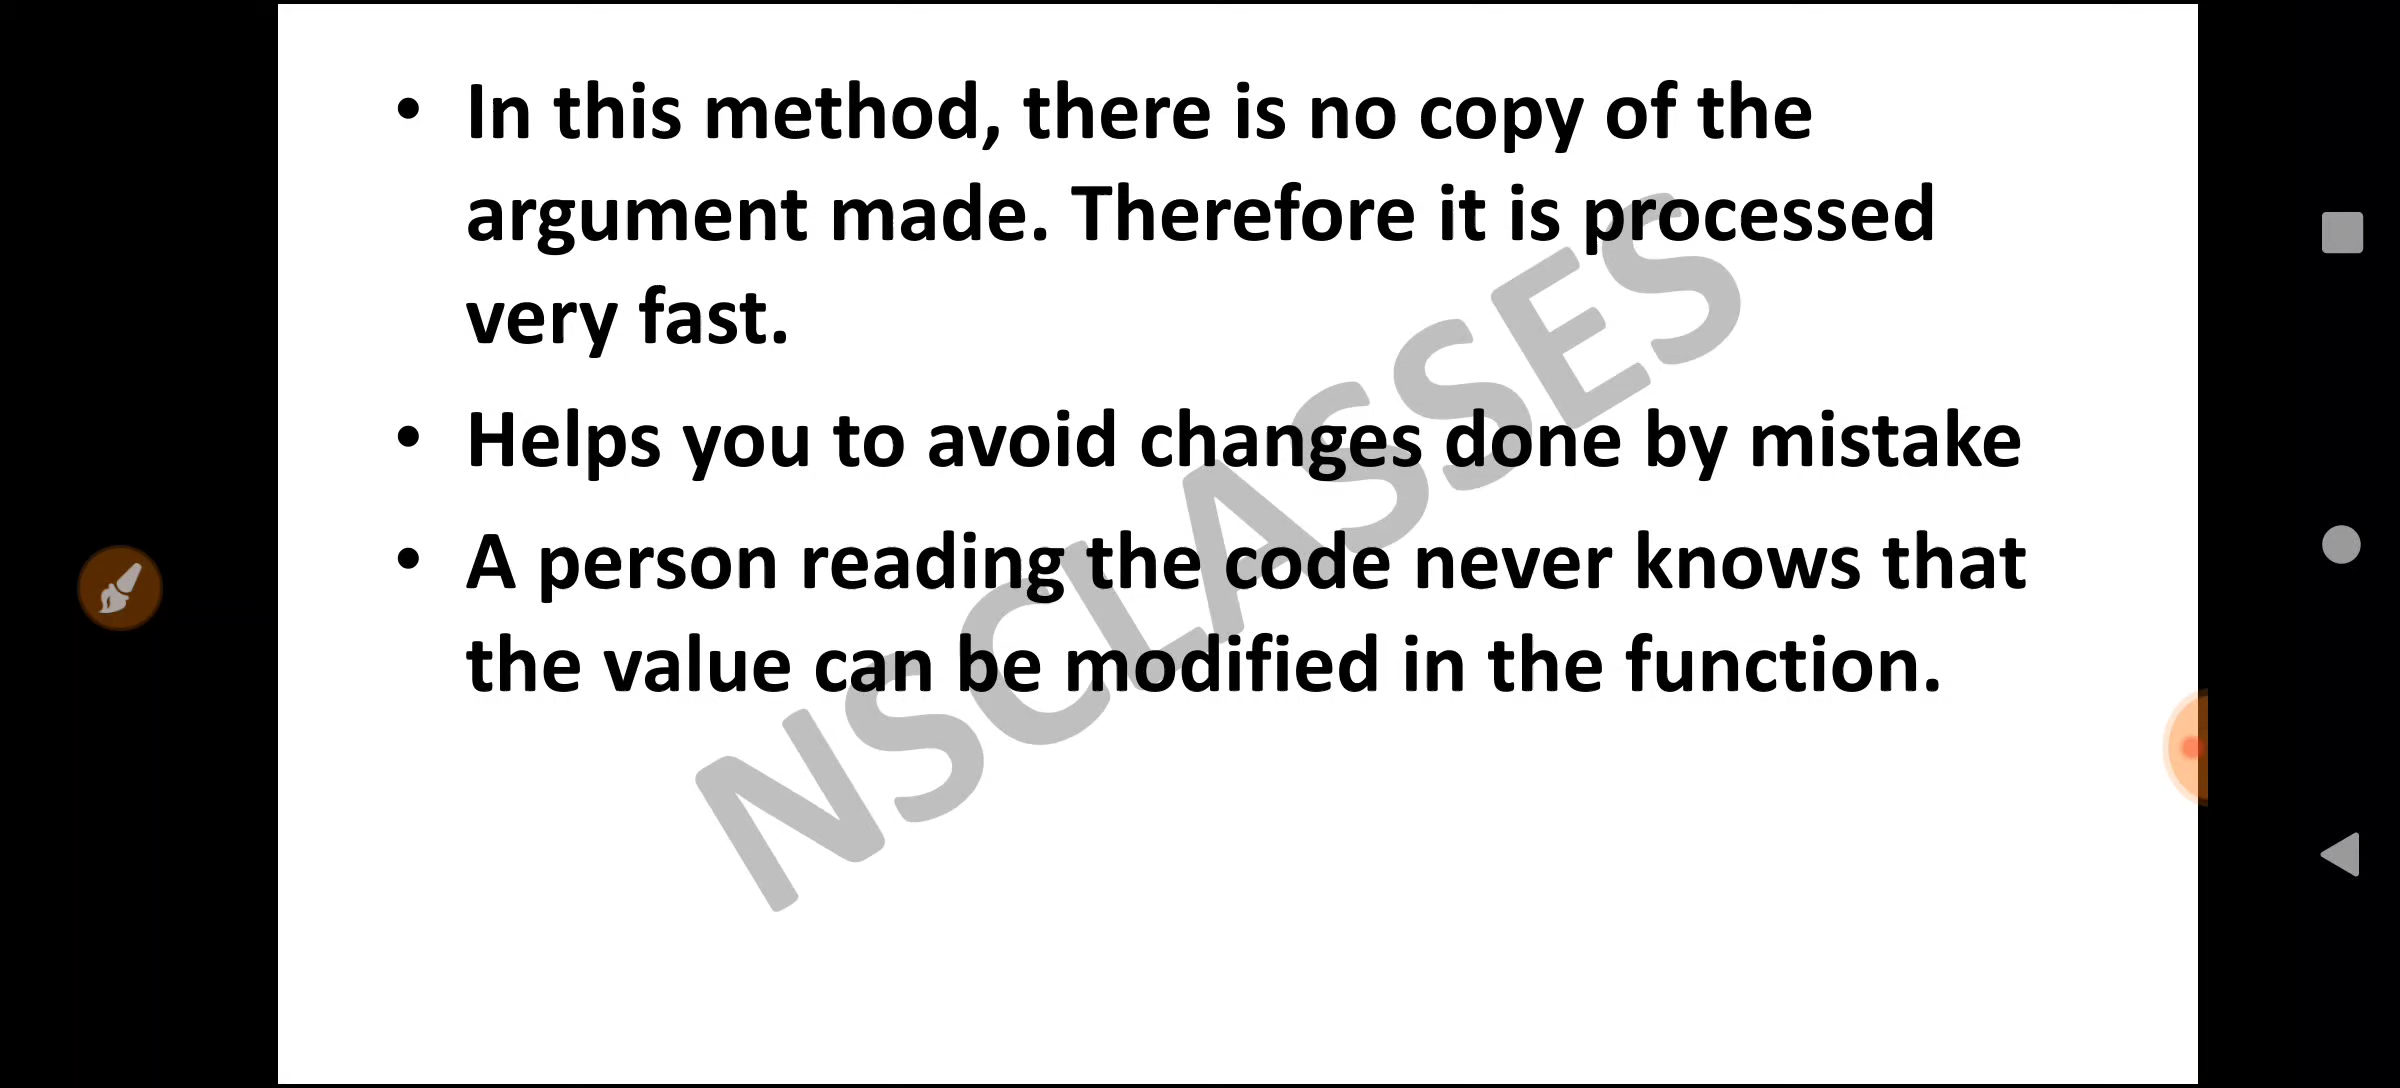 • In this method, there is no copy of the
argument made. Therefore it is processed
very fast.
• Helps you to avoid changes done by mistake
• A person reading the code never knows that
the value can be modified in the function.
NSCLASSES